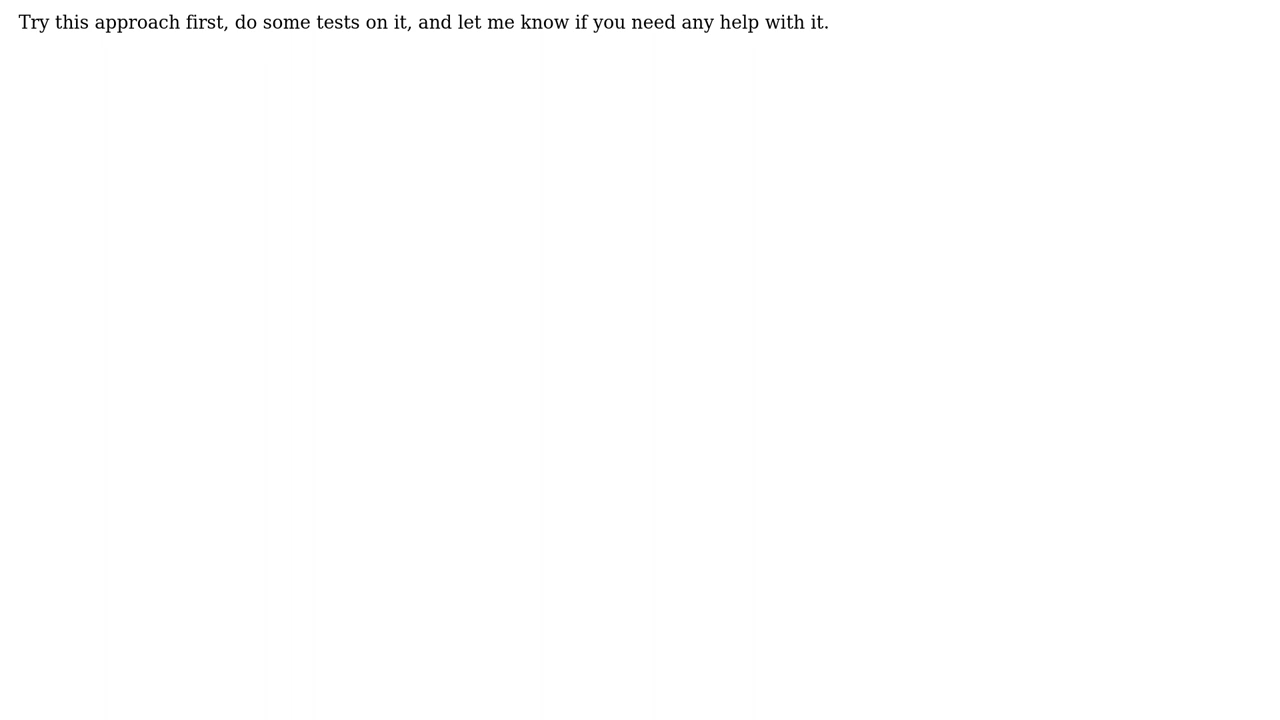 Try this approach first, do some tests on it, and let me know if you need any help with it.